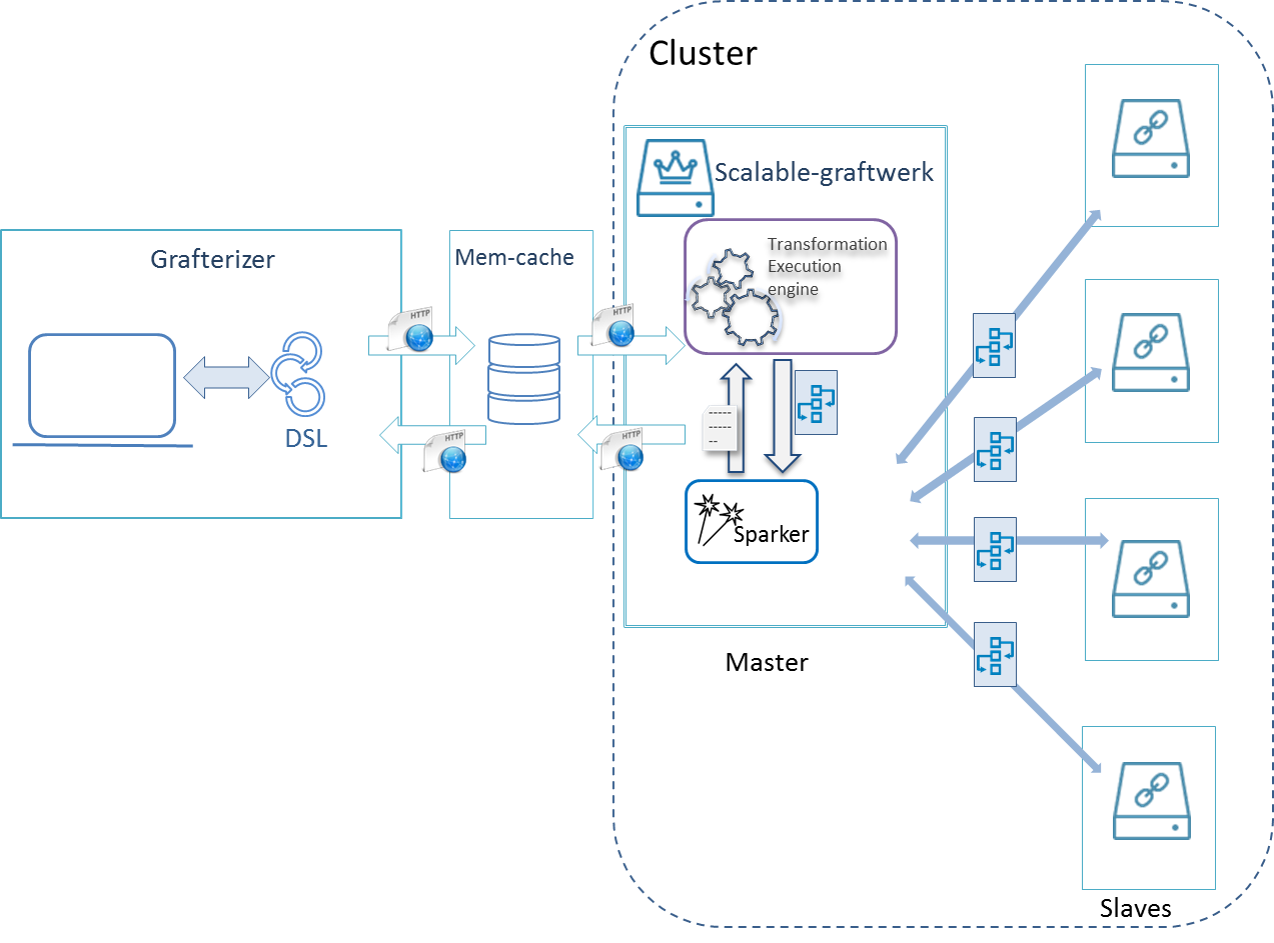 Cluster
Scalable-graftwerk
Transformation
Execution
engine
Grafterizer
Mem-cache
HTTP
HTTP
DSL
HTTP
HTTP
Sparker
Master
Slaves